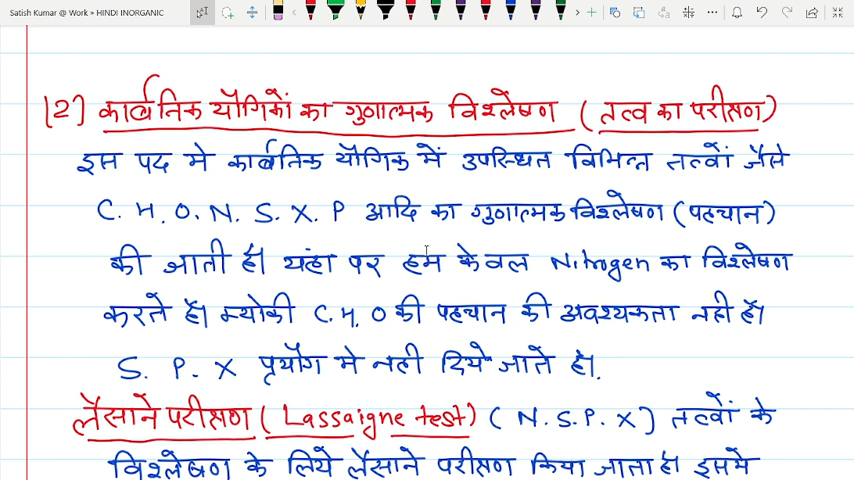 Satish Kumar @ Work » HINDI INORGANIC
(2) कार्बनिक यौगिकों का गुणात्मक विश्लेषण (तत्व का परीक्षण)
इस पद मे कार्बनिक यौगिक में उपस्थित विभिन्न तत्वों जैसे
C. H. O. N. S. X. P आदि का गुणात्मक विश्लेषण (पहचान)
की जाती है। यंहा पर हम केवल Nitrogen का विश्लेषण
करते हैं। क्योकी C. H. O की पहचान की अवश्यकता नही है।
S. P. X प्रयोग मे नही दिये जाते है।
लैसाने परीक्षण (Lassaigne test) (N. S. P. X) तत्वों के
विश्लेषण के लिये लैसाने परीक्षण किया जाता है। इसमे